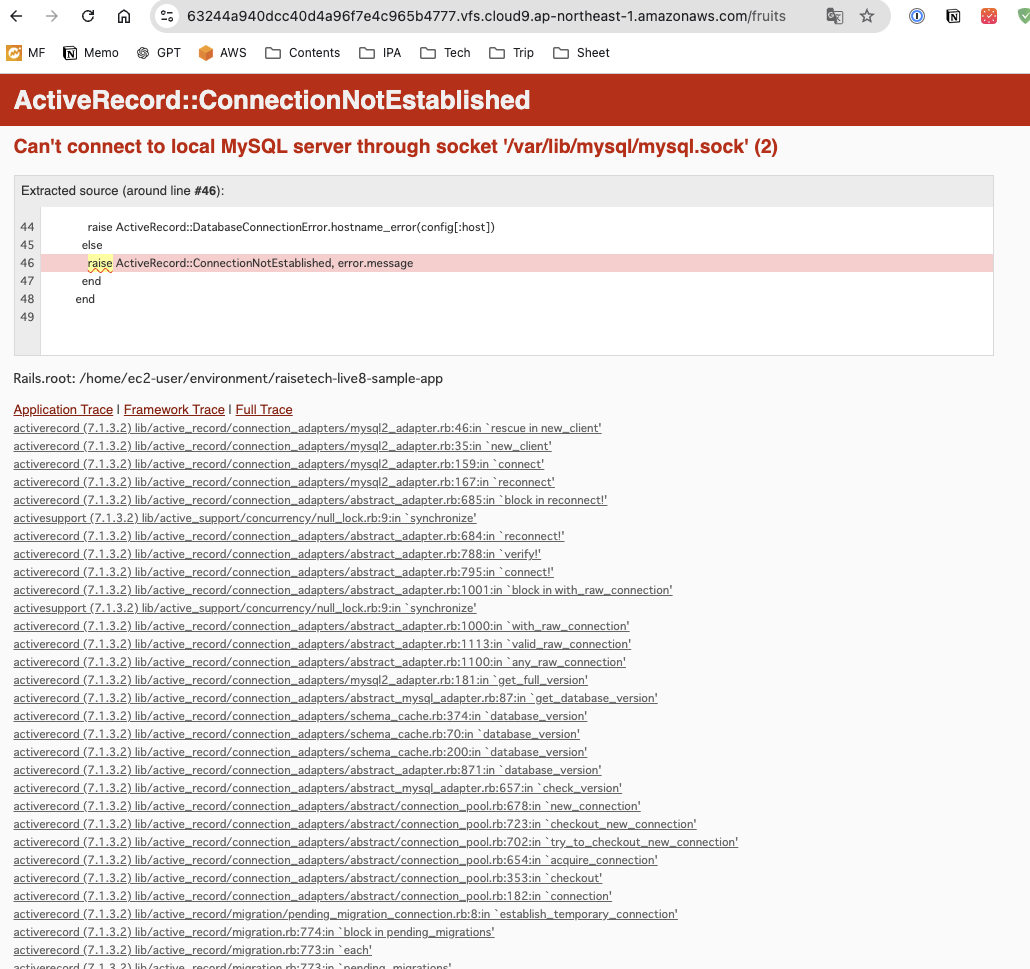 63244a940dcc40d4a96f7e4c965b4777.vfs.cloud9.ap-northeast-1.amazonaws.com/fruits
MF Memo GPT AWS Contents IPA Tech Trip Sheet
ActiveRecord::ConnectionNotEstablished
Can't connect to local MySQL server through socket '/var/lib/mysql/mysql.sock' (2)
Extracted source (around line #46):
44 raise ActiveRecord::DatabaseConnectionError.hostname_error(config[:host])
45 else
46 raise ActiveRecord::ConnectionNotEstablished, error.message
47 end
48 end
49
Rails.root: /home/ec2-user/environment/raisetech-live8-sample-app
Application Trace | Framework Trace | Full Trace
activerecord (7.1.3.2) lib/active_record/connection_adapters/mysql2_adapter.rb:46:in `rescue in new_client'
activerecord (7.1.3.2) lib/active_record/connection_adapters/mysql2_adapter.rb:35:in `new_client'
activerecord (7.1.3.2) lib/active_record/connection_adapters/mysql2_adapter.rb:159:in `connect'
activerecord (7.1.3.2) lib/active_record/connection_adapters/mysql2_adapter.rb:167:in `reconnect'
activerecord (7.1.3.2) lib/active_record/connection_adapters/abstract_adapter.rb:685:in `block in reconnect!'
activesupport (7.1.3.2) lib/active_support/concurrency/null_lock.rb:9:in `synchronize'
activerecord (7.1.3.2) lib/active_record/connection_adapters/abstract_adapter.rb:684:in `reconnect!'
activerecord (7.1.3.2) lib/active_record/connection_adapters/abstract_adapter.rb:788:in `verify!'
activerecord (7.1.3.2) lib/active_record/connection_adapters/abstract_adapter.rb:795:in `connect!'
activerecord (7.1.3.2) lib/active_record/connection_adapters/abstract_adapter.rb:1001:in `block in with_raw_connection'
activesupport (7.1.3.2) lib/active_support/concurrency/null_lock.rb:9:in `synchronize'
activerecord (7.1.3.2) lib/active_record/connection_adapters/abstract_adapter.rb:1000:in `with_raw_connection'
activerecord (7.1.3.2) lib/active_record/connection_adapters/abstract_adapter.rb:1113:in `valid_raw_connection'
activerecord (7.1.3.2) lib/active_record/connection_adapters/abstract_adapter.rb:1100:in `any_raw_connection'
activerecord (7.1.3.2) lib/active_record/connection_adapters/mysql2_adapter.rb:181:in `get_full_version'
activerecord (7.1.3.2) lib/active_record/connection_adapters/abstract_mysql_adapter.rb:87:in `get_database_version'
activerecord (7.1.3.2) lib/active_record/connection_adapters/schema_cache.rb:374:in `database_version'
activerecord (7.1.3.2) lib/active_record/connection_adapters/schema_cache.rb:70:in `database_version'
activerecord (7.1.3.2) lib/active_record/connection_adapters/schema_cache.rb:200:in `database_version'
activerecord (7.1.3.2) lib/active_record/connection_adapters/abstract_adapter.rb:871:in `database_version'
activerecord (7.1.3.2) lib/active_record/connection_adapters/abstract_mysql_adapter.rb:657:in `check_version'
activerecord (7.1.3.2) lib/active_record/connection_adapters/abstract/connection_pool.rb:678:in `new_connection'
activerecord (7.1.3.2) lib/active_record/connection_adapters/abstract/connection_pool.rb:723:in `checkout_new_connection'
activerecord (7.1.3.2) lib/active_record/connection_adapters/abstract/connection_pool.rb:702:in `try_to_checkout_new_connection'
activerecord (7.1.3.2) lib/active_record/connection_adapters/abstract/connection_pool.rb:654:in `acquire_connection'
activerecord (7.1.3.2) lib/active_record/connection_adapters/abstract/connection_pool.rb:353:in `checkout'
activerecord (7.1.3.2) lib/active_record/connection_adapters/abstract/connection_pool.rb:182:in `connection'
activerecord (7.1.3.2) lib/active_record/migration/pending_migration_connection.rb:8:in `establish_temporary_connection'
activerecord (7.1.3.2) lib/active_record/migration.rb:774:in `block in pending_migrations'
activerecord (7.1.3.2) lib/active_record/migration.rb:773:in `each'
activerecord (7.1.3.2) lib/active_record/migration.rb:773:in `pending_migrations'